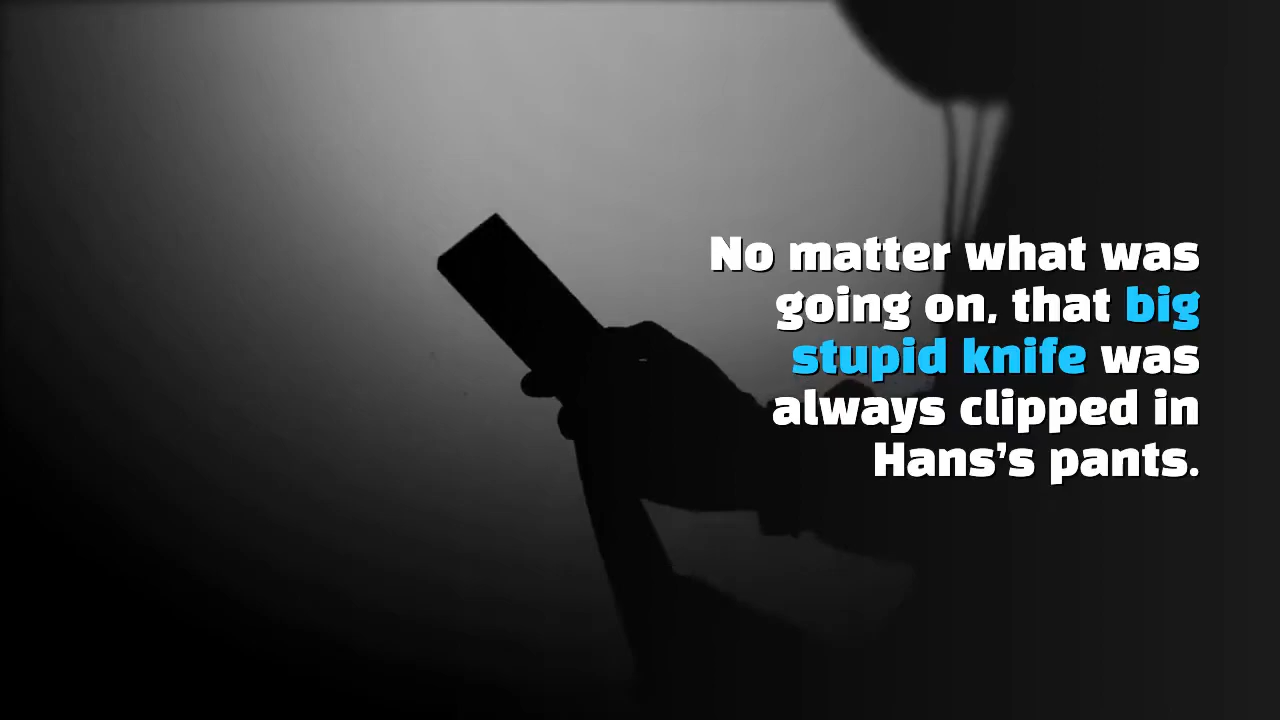 No matter what was
going on, that big
stupid knife was
always clipped in
Hans’s pants.